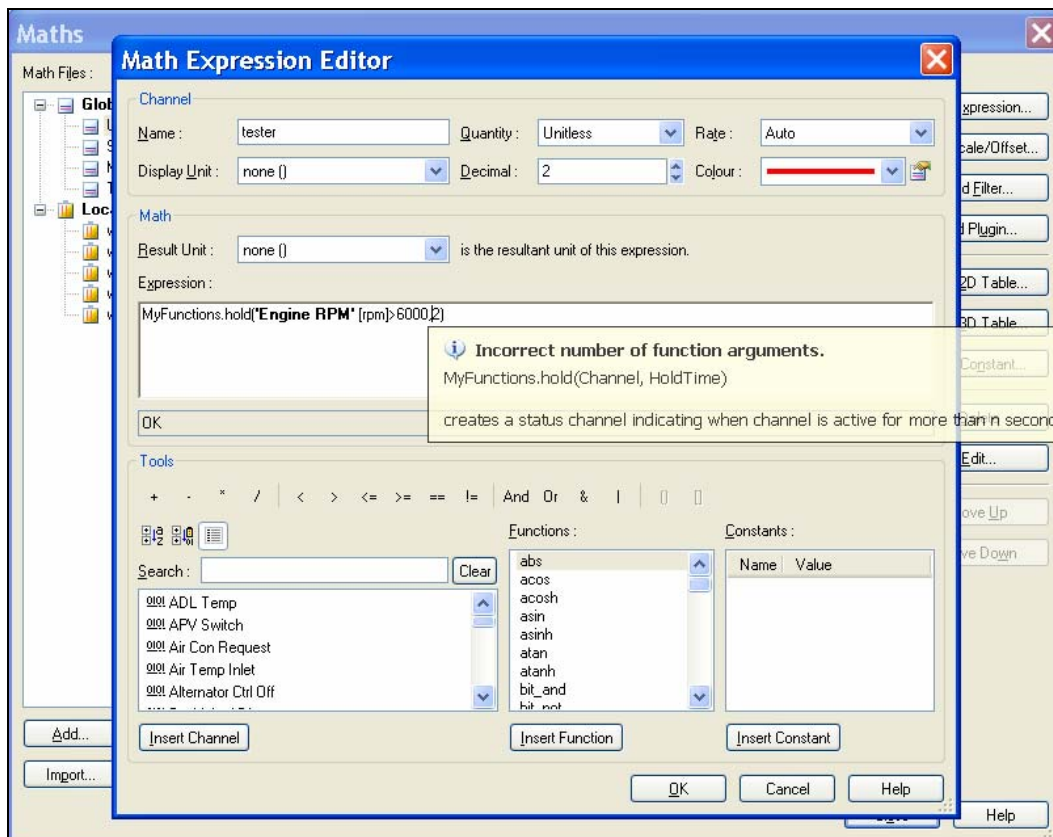 Maths
Math Files :
Glob
U
S
M
T
Loca
Add...
Import...
Math Expression Editor
Channel
Name :
tester
Quantity :
Unitless
Rate :
Auto
Display Unit :
none ()
Decimal :
2
Colour :
Math
Result Unit :
none ()
is the resultant unit of this expression.
Expression :
MyFunctions.hold('Engine RPM' [rpm]>6000,2)
Incorrect number of function arguments.
MyFunctions.hold(Channel, HoldTime)
creates a status channel indicating when channel is active for more than n second
OK
Tools
+ - * / < > <= >= == != And Or & | () []
Search :
Clear
ADL Temp
APV Switch
Air Con Request
Air Temp Inlet
Alternator Ctrl Off
Insert Channel
Functions :
abs
acos
acosh
asin
asinh
atan
atanh
bit_and
bit_not
Insert Function
Constants :
Name Value
Insert Constant
OK
Cancel
Help
xpression...
cale/Offset...
d Filter...
d Plugin...
2D Table...
3D Table...
Constant...
Edit...
ove Up
ve Down
Close
Help